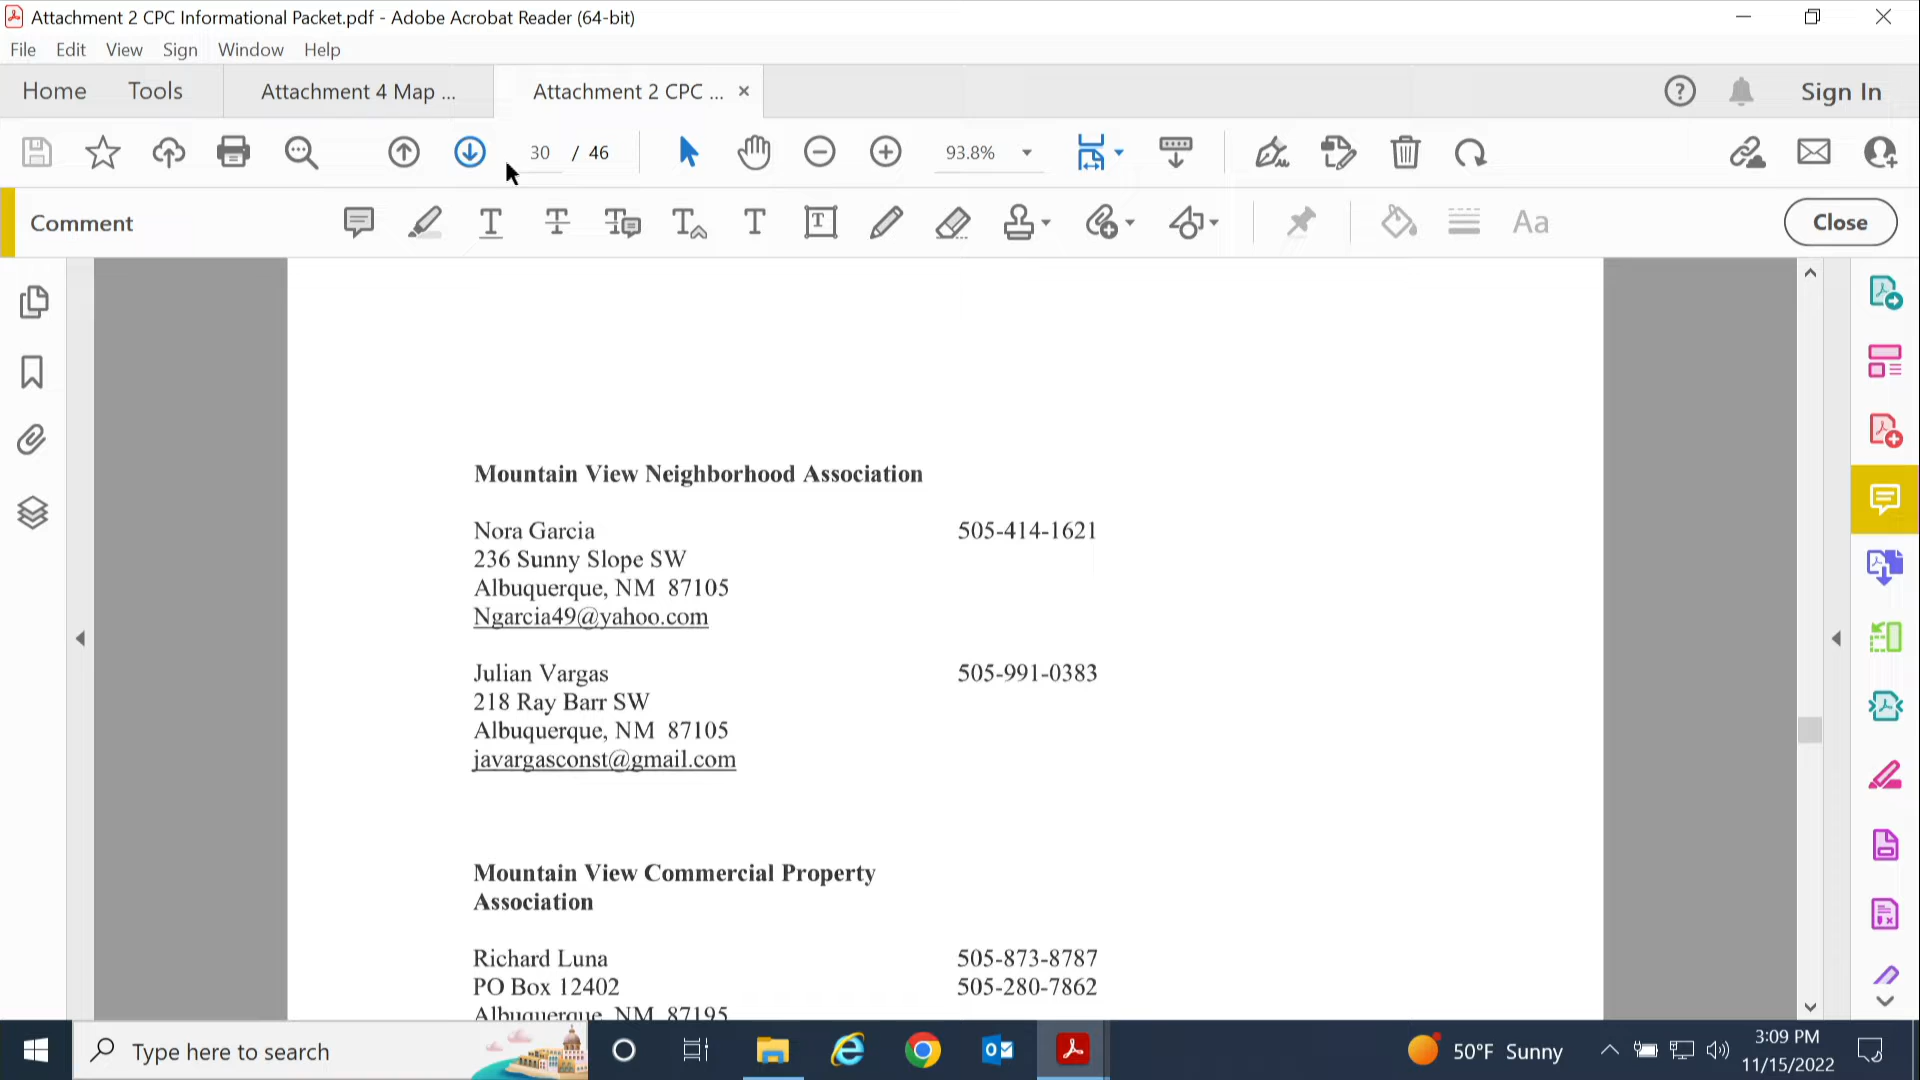 Attachment 2 CPC Informational Packet.pdf - Adobe Acrobat Reader (64-bit)
File Edit View Sign Window Help
Home Tools Attachment 4 Map ... Attachment 2 CPC ... Sign In
30 / 46 93.8%
Comment Aa Close
Mountain View Neighborhood Association
Nora Garcia 505-414-1621
236 Sunny Slope SW
Albuquerque, NM 87105
Ngarcia49@yahoo.com
Julian Vargas 505-991-0383
218 Ray Barr SW
Albuquerque, NM 87105
javargasconst@gmail.com
Mountain View Commercial Property
Association
Richard Luna 505-873-8787
PO Box 12402 505-280-7862
Albuquerque, NM 87195
Type here to search 50°F Sunny 3:09 PM
11/15/2022